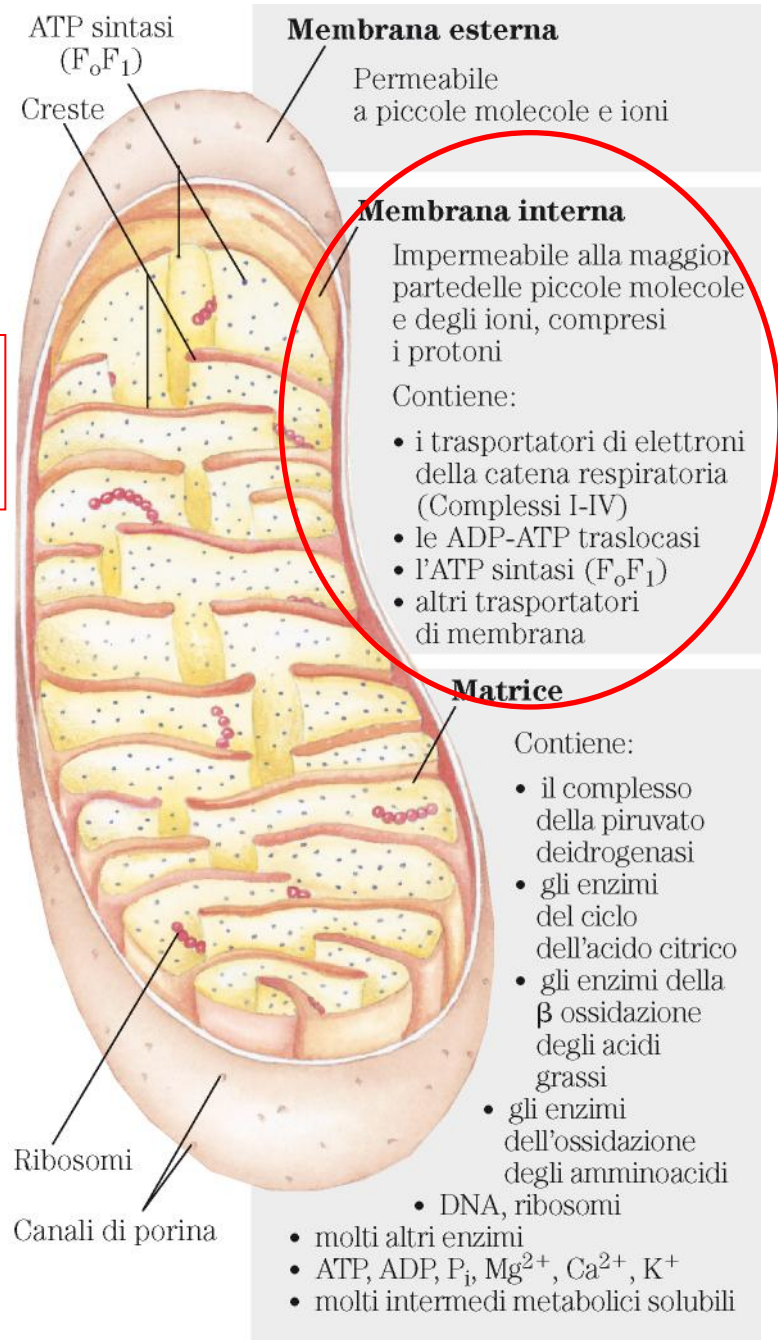 ATP sintasi
(FoF1)
Creste
Membrana esterna
Permeabile
a piccole molecole e ioni
Membrana interna
Impermeabile alla maggior
partedelle piccole molecole
e degli ioni, compresi
i protoni
Contiene:
• i trasportatori di elettroni
della catena respiratoria
(Complessi I-IV)
• le ADP-ATP traslocasi
• l'ATP sintasi (FoF1)
• altri trasportatori
di membrana
Matrice
Contiene:
• il complesso
della piruvato
deidrogenasi
• gli enzimi
del ciclo
dell'acido citrico
• gli enzimi della
β ossidazione
degli acidi
grassi
• gli enzimi
dell'ossidazione
degli amminoacidi
• DNA, ribosomi
• molti altri enzimi
• ATP, ADP, Pi, Mg2+, Ca2+, K+
• molti intermedi metabolici solubili
Ribosomi
Canali di porina